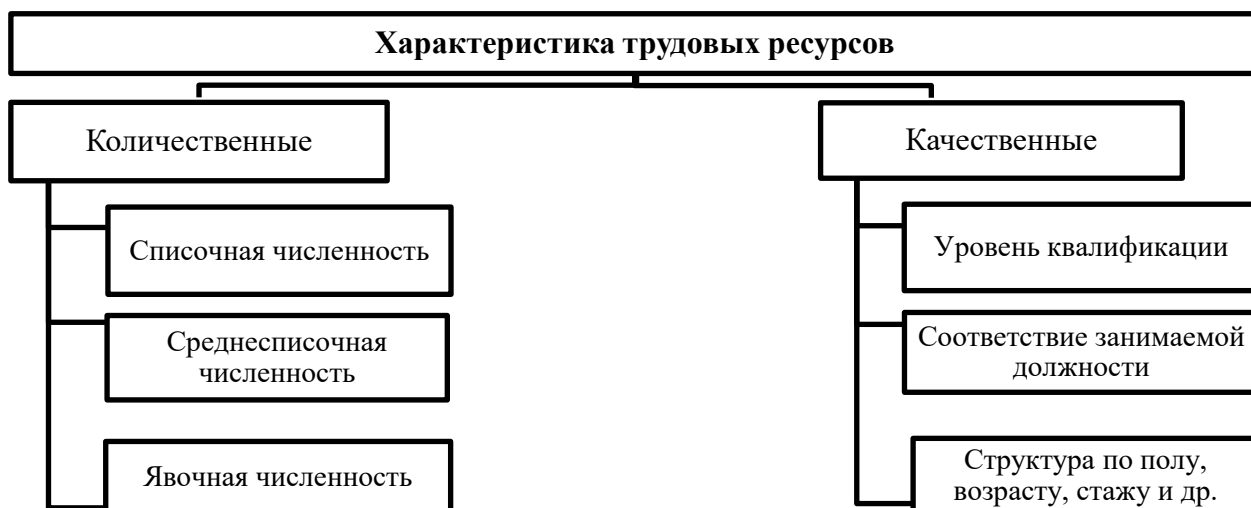 Характеристика трудовых ресурсов
Количественные
Списочная численность
Среднесписочная
численность
Явочная численность
Качественные
Уровень квалификации
Соответствие занимаемой
должности
Структура по полу,
возрасту, стажу и др.